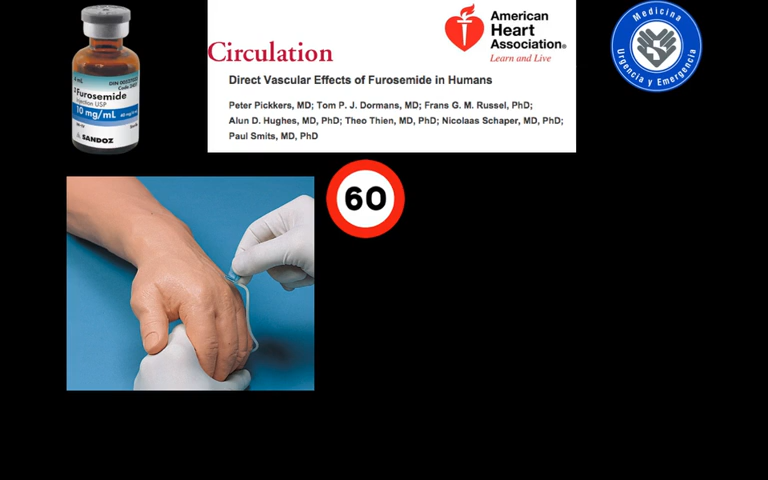 4 mL
Furosemide
Injection USP
10 mg/mL
SANDOZ
Circulation
American
Heart
Association®
Learn and Live
Direct Vascular Effects of Furosemide in Humans
Peter Pickkers, MD; Tom P. J. Dormans, MD; Frans G. M. Russel, PhD;
Alun D. Hughes, MD, PhD; Theo Thien, MD, PhD; Nicolaas Schaper, MD, PhD;
Paul Smits, MD, PhD
Medicina
Urgencia y Emergencia
60